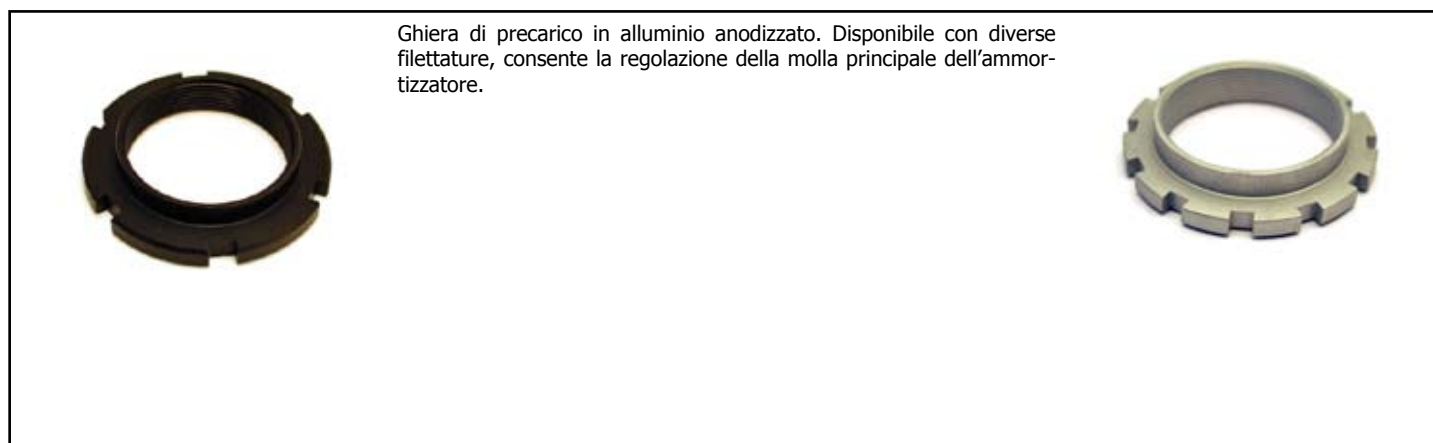 Ghiera di precarico in alluminio anodizzato. Disponibile con diverse
filettature, consente la regolazione della molla principale dell’ammor-
tizzatore.